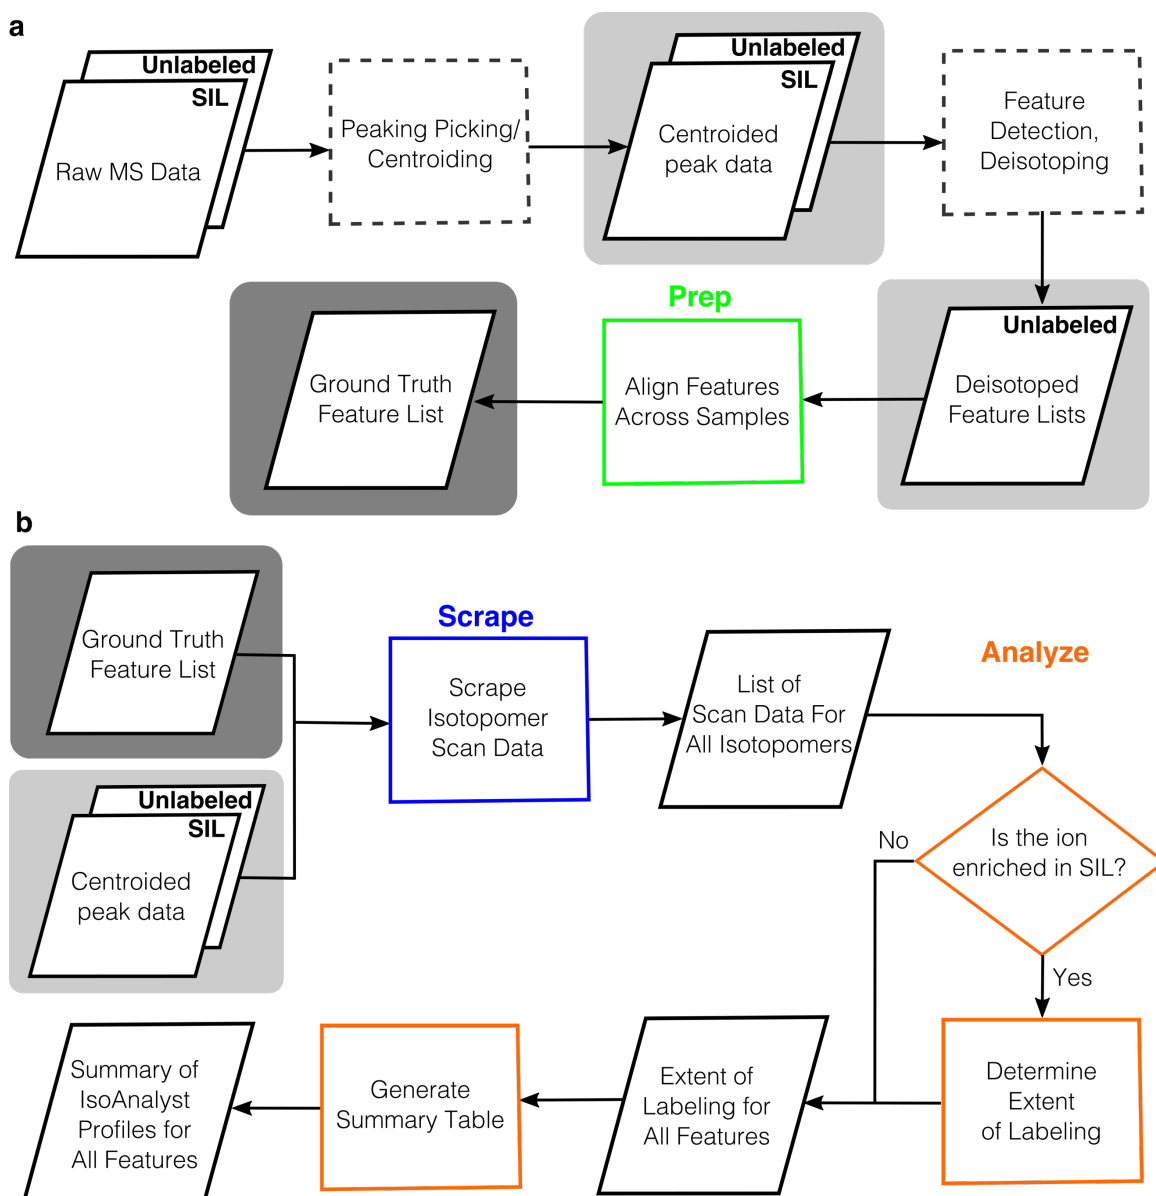 a
Unlabeled
SIL
Raw MS Data
Peaking Picking/
Centroiding
Unlabeled
SIL
Centroided
peak data
Feature
Detection,
Deisotoping
Prep
Ground Truth
Feature List
Align Features
Across Samples
Unlabeled
Deisotoped
Feature Lists
b
Ground Truth
Feature List
Unlabeled
SIL
Centroided
peak data
Scrape
Scrape
Isotopomer
Scan Data
List of
Scan Data For
All Isotopomers
Analyze
Is the ion
enriched in SIL?
No
Yes
Determine
Extent
of Labeling
Extent of
Labeling for
All Features
Generate
Summary Table
Summary of
IsoAnalyst
Profiles for
All Features